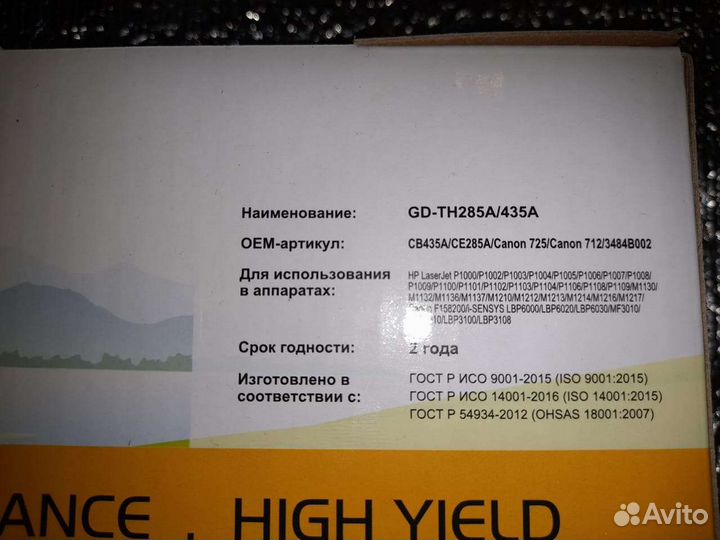 Наименование: GD-TH285A/435A
OEM-артикул: CB435A/CE285A/Canon 725/Canon 712/3484B002
Для использования в аппаратах:
HP LaserJet P1000/P1002/P1003/P1004/P1005/P1006/P1007/P1008/
P1009/P1100/P1101/P1102/P1103/P1104/P1106/P1108/P1109/M1130/
M1132/M1136/M1137/M1210/M1212/M1213/M1214/M1216/M1217/
F158200/i-SENSYS LBP6000/LBP6020/LBP6030/MF3010/
LBP3100/LBP3108
Срок годности: 2 года
Изготовлено в соответствии с:
ГОСТ Р ИСО 9001-2015 (ISO 9001:2015)
ГОСТ Р ИСО 14001-2016 (ISO 14001:2015)
ГОСТ Р 54934-2012 (OHSAS 18001:2007)
ANCE . HIGH YIELD
Avito